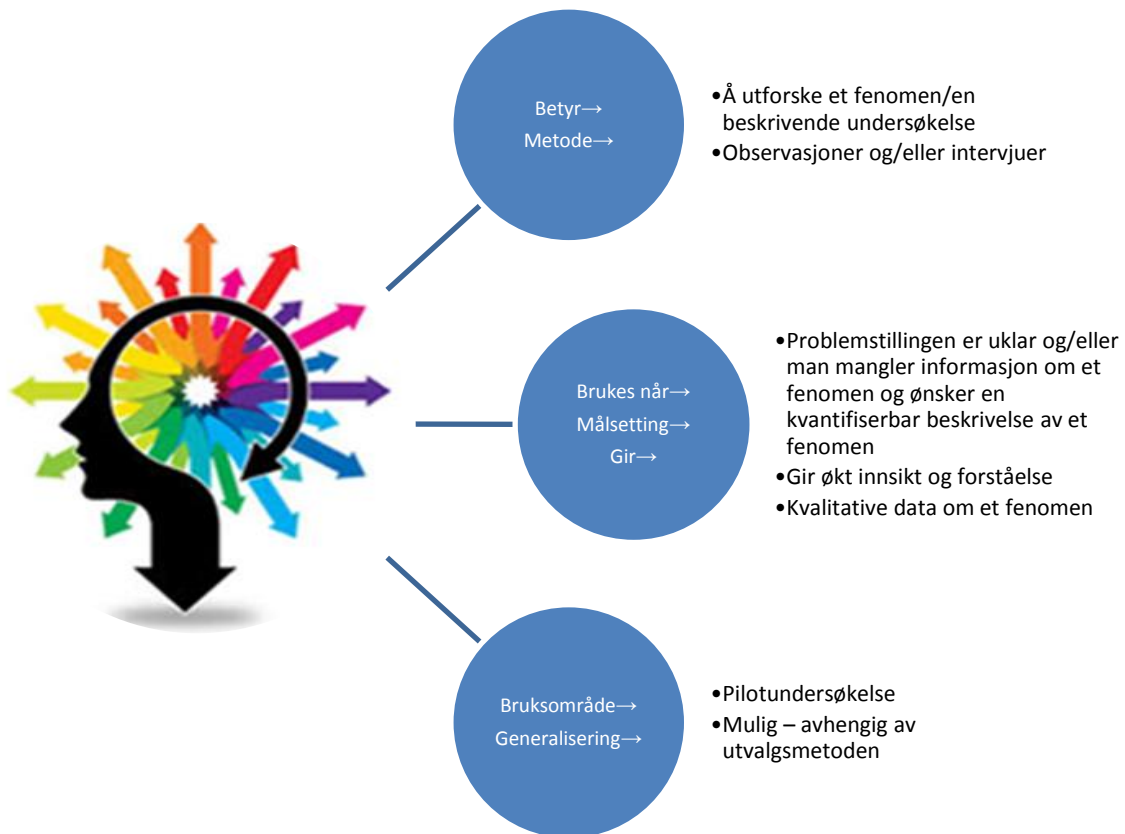 Betyr→
Metode→
•Å utforske et fenomen/en
beskrivende undersøkelse
•Observasjoner og/eller intervjuer
Brukes når→
Målsetting→
Gir→
•Problemstillingen er uklar og/eller
man mangler informasjon om et
fenomen og ønsker en
kvantifiserbar beskrivelse av et
fenomen
•Gir økt innsikt og forståelse
•Kvalitative data om et fenomen
Bruksområde→
Generalisering→
•Pilotundersøkelse
•Mulig – avhengig av
utvalgsmetoden